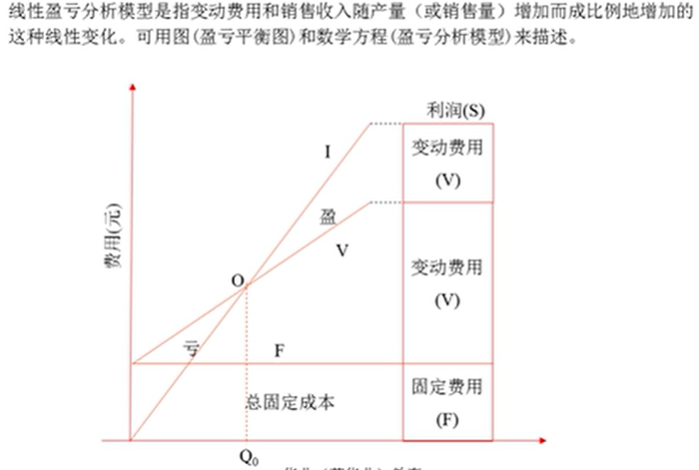 线性盈亏分析模型是指变动费用和销售收入随产量（或销售量）增加而成比例地增加的
这种线性变化。可用图(盈亏平衡图)和数学方程(盈亏分析模型)来描述。
利润(S)
变动费用
(V)
I
盈
V
费用(元)
变动费用
(V)
O
亏
F
固定费用
(F)
总固定成本
Q₀